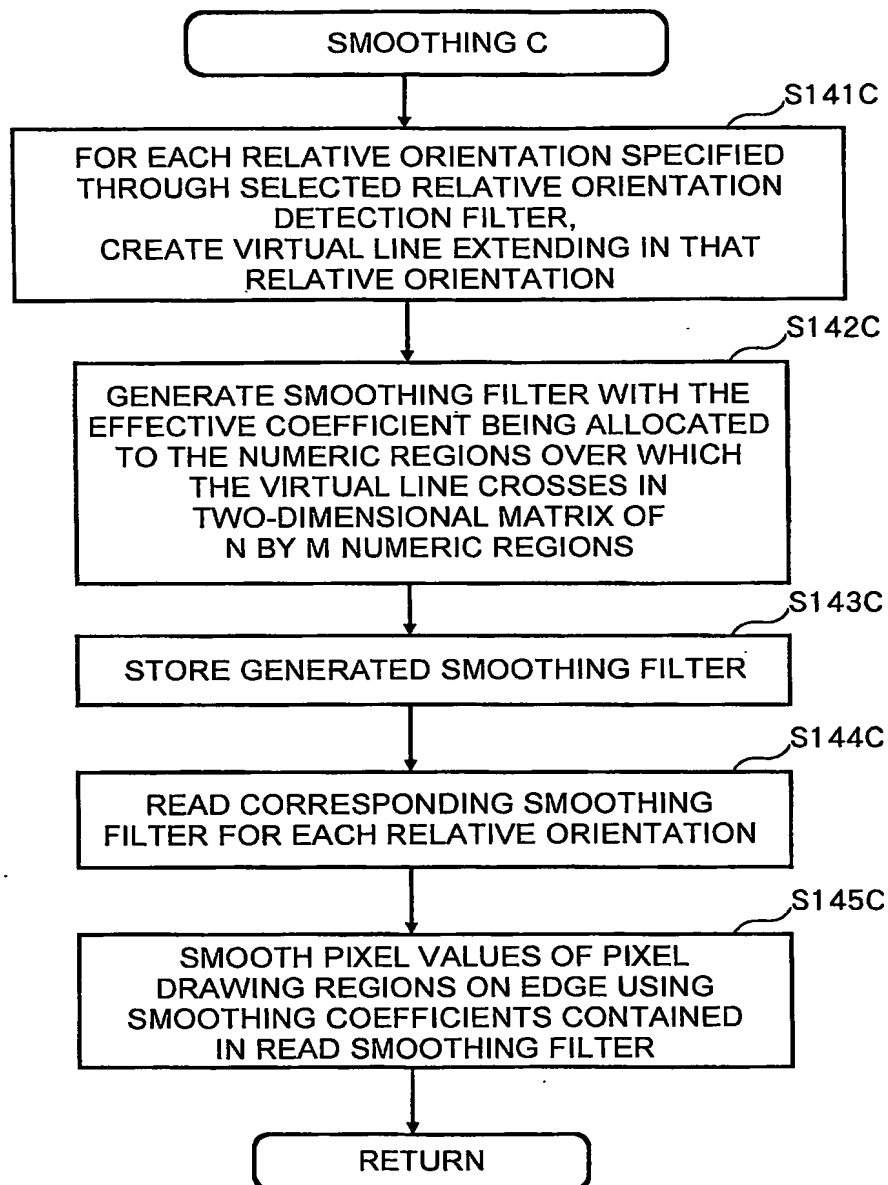 SMOOTHING C
S141C
FOR EACH RELATIVE ORIENTATION SPECIFIED
THROUGH SELECTED RELATIVE ORIENTATION
DETECTION FILTER,
CREATE VIRTUAL LINE EXTENDING IN THAT
RELATIVE ORIENTATION
S142C
GENERATE SMOOTHING FILTER WITH THE
EFFECTIVE COEFFICIENT BEING ALLOCATED
TO THE NUMERIC REGIONS OVER WHICH
THE VIRTUAL LINE CROSSES IN
TWO-DIMENSIONAL MATRIX OF
N BY M NUMERIC REGIONS
S143C
STORE GENERATED SMOOTHING FILTER
S144C
READ CORRESPONDING SMOOTHING
FILTER FOR EACH RELATIVE ORIENTATION
S145C
SMOOTH PIXEL VALUES OF PIXEL
DRAWING REGIONS ON EDGE USING
SMOOTHING COEFFICIENTS CONTAINED
IN READ SMOOTHING FILTER
RETURN